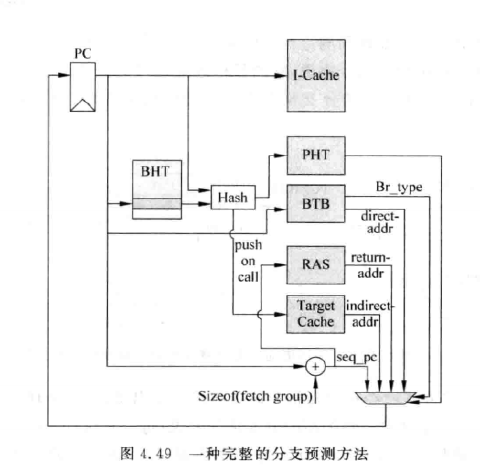 PC
I-Cache
PHT
BHT
Hash
Br_type
BTB
direct-
addr
push
on
call
RAS
return-
addr
Target
Cache
indirect-
addr
seq_pc
+
Sizeof(fetch group)
图 4.49 一种完整的分支预测方法